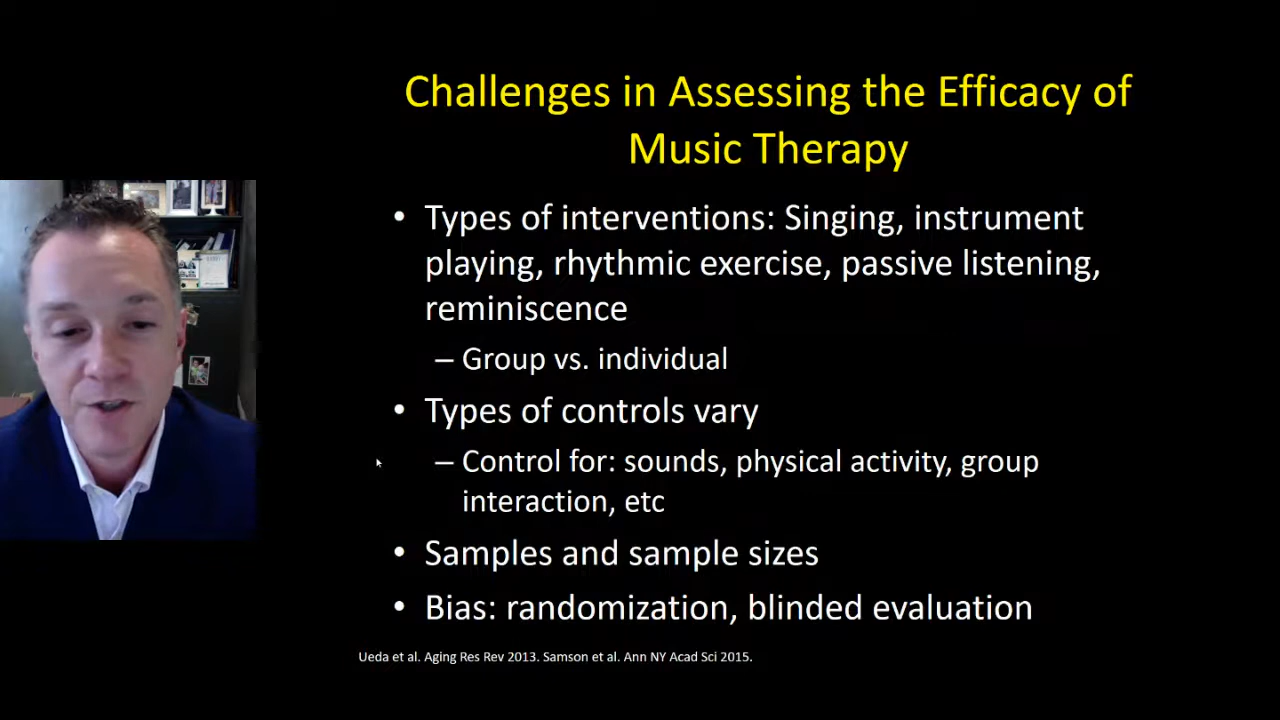 Challenges in Assessing the Efficacy of
Music Therapy
• Types of interventions: Singing, instrument
playing, rhythmic exercise, passive listening,
reminiscence
– Group vs. individual
• Types of controls vary
– Control for: sounds, physical activity, group
interaction, etc
• Samples and sample sizes
• Bias: randomization, blinded evaluation
Ueda et al. Aging Res Rev 2013. Samson et al. Ann NY Acad Sci 2015.